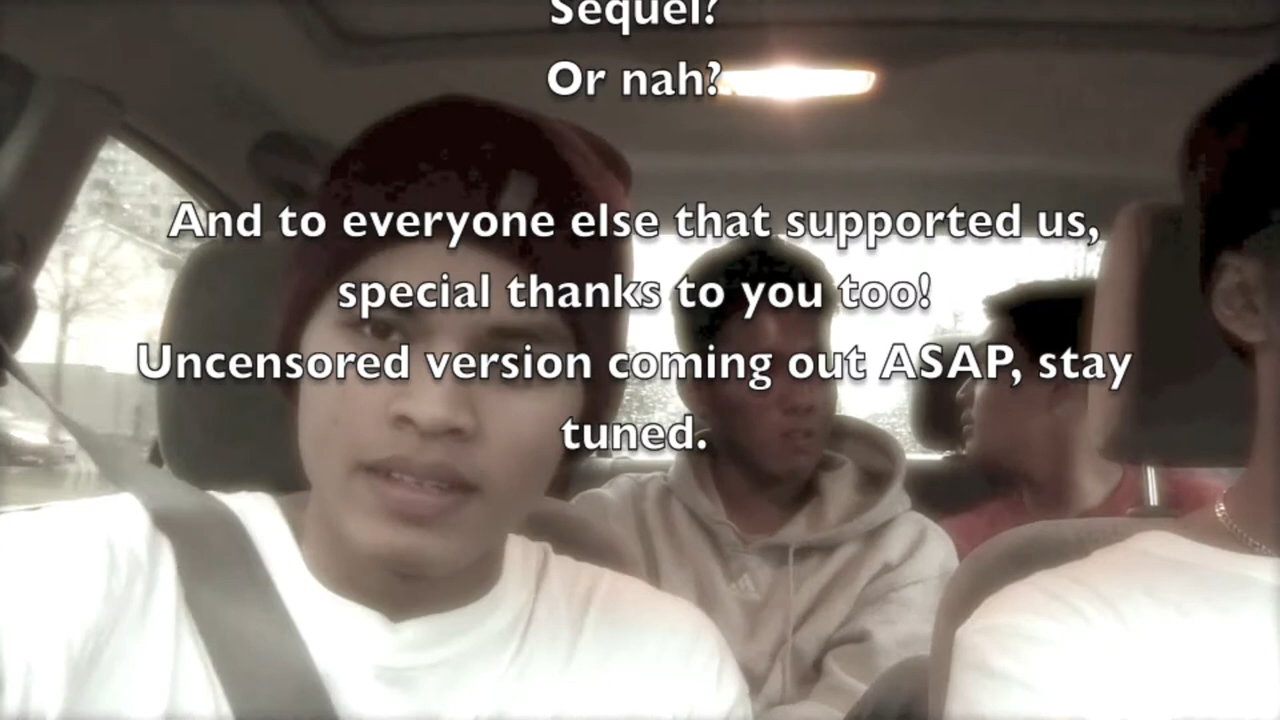 Sequel?
Or nah?
And to everyone else that supported us,
special thanks to you too!
Uncensored version coming out ASAP, stay
tuned.